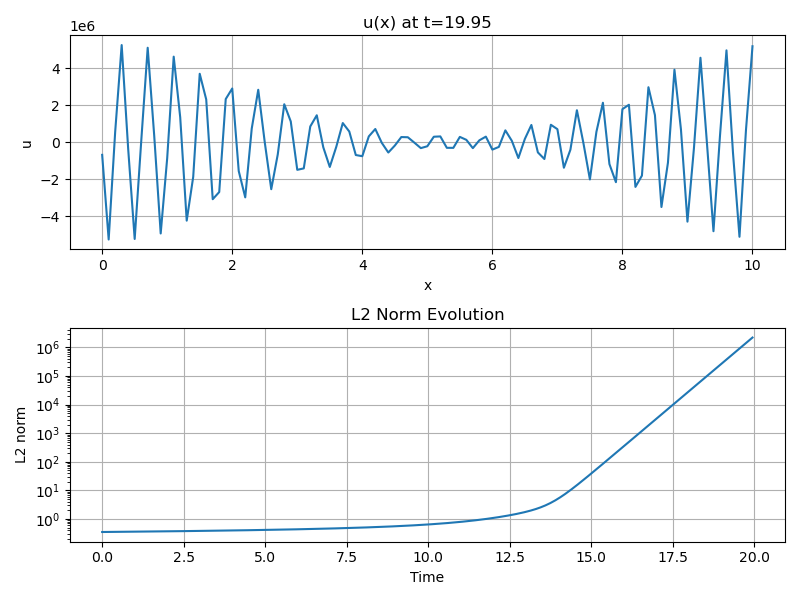 u(x) at t=19.95
1e6
4
2
0
−2
−4
u
0 2 4 6 8 10
x
L2 Norm Evolution
10^6
10^5
10^4
10^3
10^2
10^1
10^0
L2 norm
0.0 2.5 5.0 7.5 10.0 12.5 15.0 17.5 20.0
Time